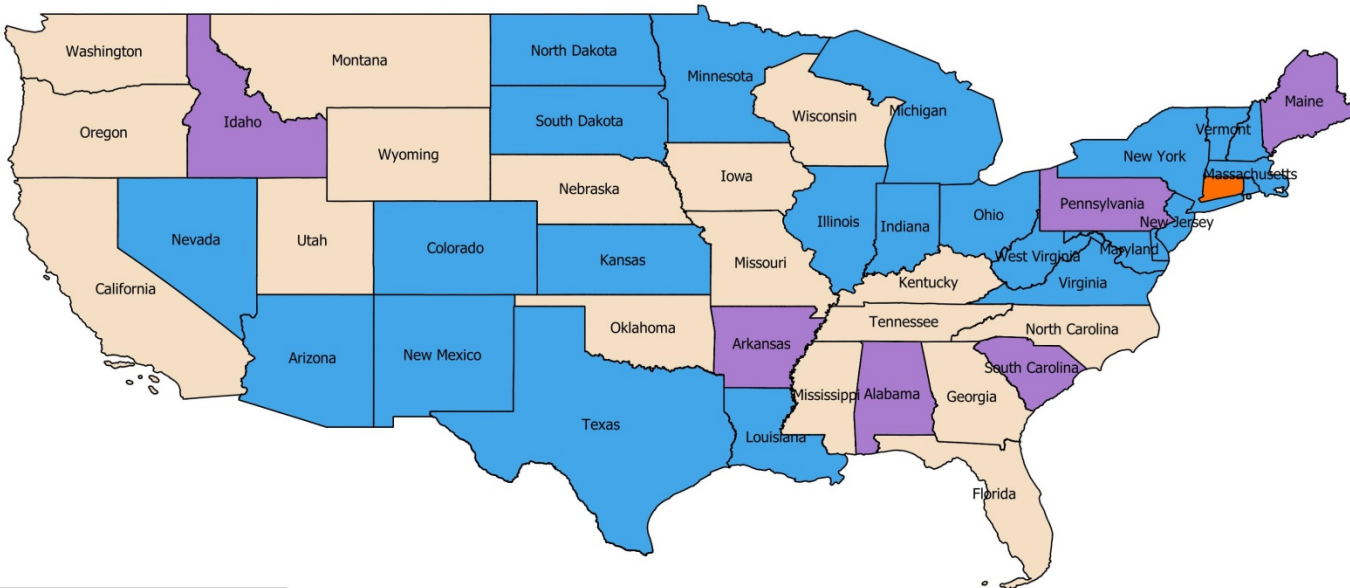 Washington
Montana
North Dakota
Minnesota
Maine
Oregon
Idaho
South Dakota
Wisconsin
Michigan
Vermont
Wyoming
New York
Massachusetts
Nebraska
Iowa
Pennsylvania
Nevada
Utah
Colorado
Kansas
Illinois
Indiana
Ohio
New Jersey
California
Missouri
West Virginia
Maryland
Kentucky
Virginia
Arizona
New Mexico
Oklahoma
Arkansas
Tennessee
North Carolina
South Carolina
Texas
Louisiana
Mississippi
Alabama
Georgia
Florida